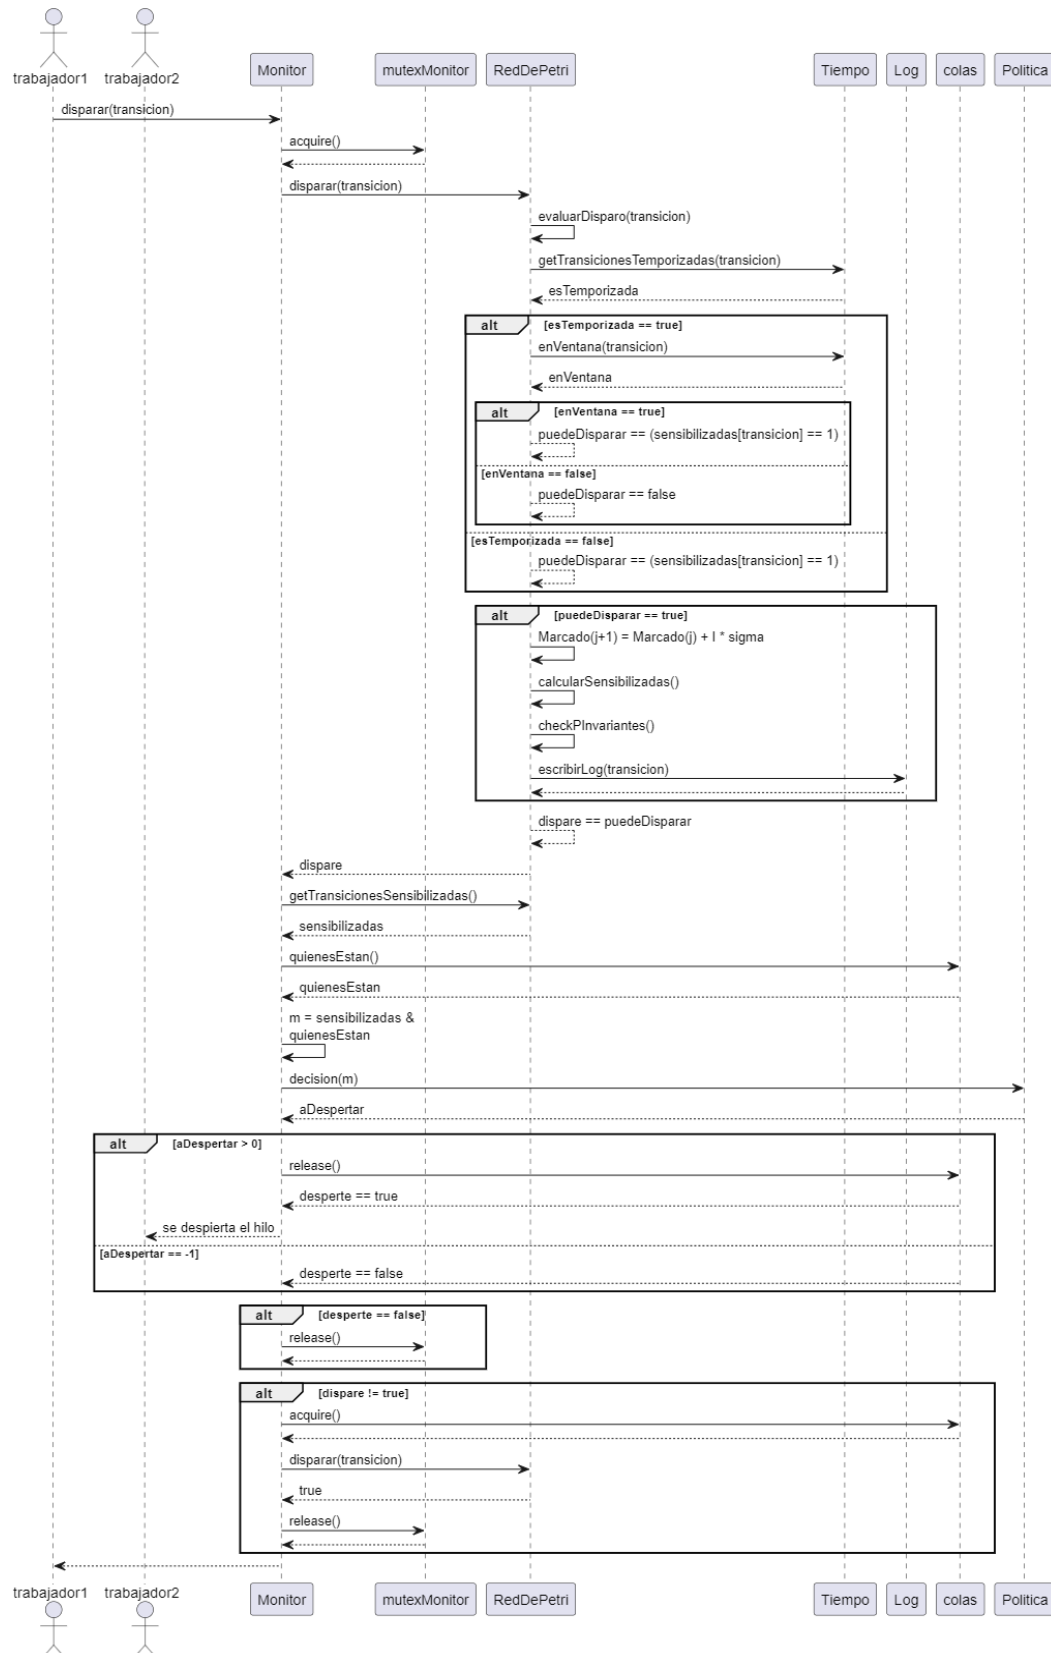 trabajador1 trabajador2 Monitor mutexMonitor RedDePetri Tiempo Log colas Politica
disparar(transicion)
acquire()
disparar(transicion)
evaluarDisparo(transicion)
getTransicionesTemporizadas(transicion)
esTemporizada
alt [esTemporizada == true]
enVentana(transicion)
enVentana
alt [enVentana == true]
puedeDisparar == (sensibilizadas[transicion] == 1)
[enVentana == false]
puedeDisparar == false
[esTemporizada == false]
puedeDisparar == (sensibilizadas[transicion] == 1)
alt [puedeDisparar == true]
Marcado(j+1) = Marcado(j) + I * sigma
calcularSensibilizadas()
checkPInvariantes()
escribirLog(transicion)
dispare == puedeDisparar
dispare
getTransicionesSensibilizadas()
sensibilizadas
quienesEstan()
quienesEstan
m = sensibilizadas &
quienesEstan
decision(m)
aDespertar
alt [aDespertar > 0]
release()
desperte == true
se despierta el hilo
[aDespertar == -1]
desperte == false
alt [desperte == false]
release()
alt [dispare != true]
acquire()
disparar(transicion)
true
release()
trabajador1 trabajador2 Monitor mutexMonitor RedDePetri Tiempo Log colas Politica